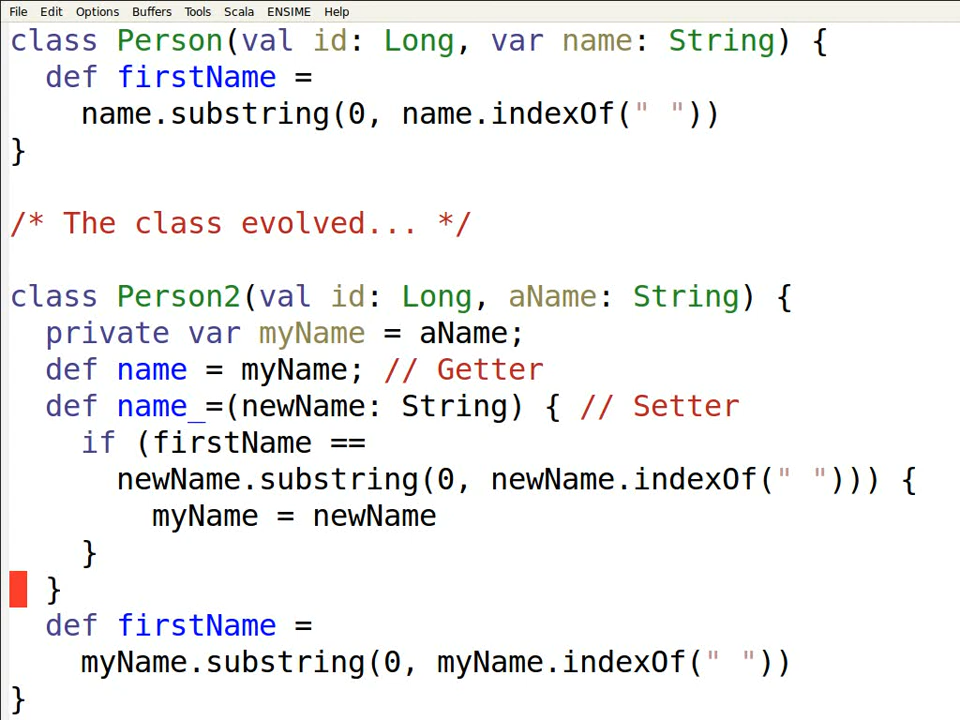 File Edit Options Buffers Tools Scala ENSIME Help
class Person(val id: Long, var name: String) {
  def firstName =
    name.substring(0, name.indexOf(" "))
}
/* The class evolved... */
class Person2(val id: Long, aName: String) {
  private var myName = aName;
  def name = myName; // Getter
  def name_=(newName: String) { // Setter
    if (firstName ==
      newName.substring(0, newName.indexOf(" "))) {
        myName = newName
    }
  }
  def firstName =
    myName.substring(0, myName.indexOf(" "))
}